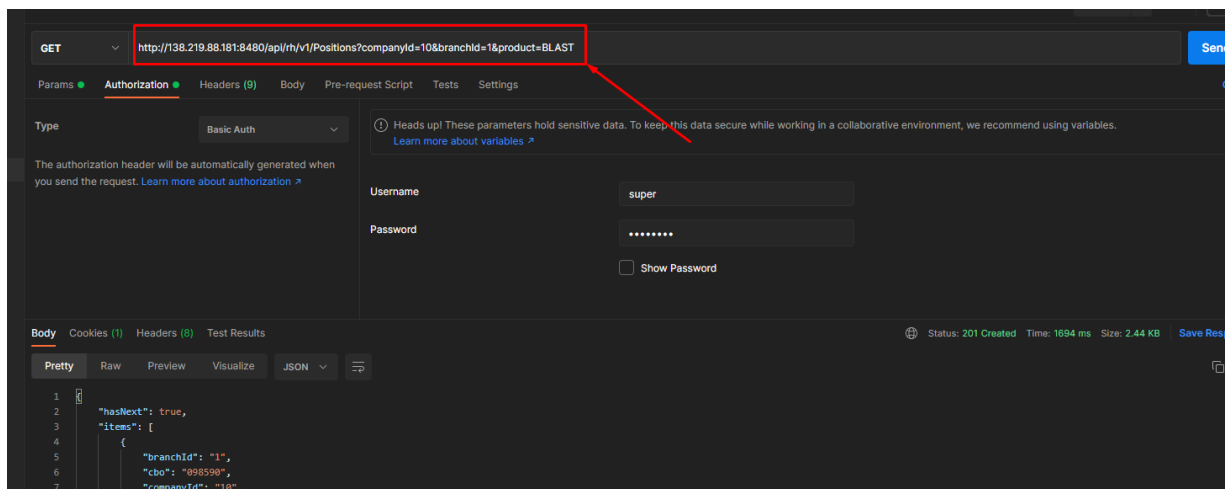 GET http://138.219.88.181:8480/api/rh/v1/Positions?companyId=10&branchId=1&product=BLAST Send
Params Authorization Headers (9) Body Pre-request Script Tests Settings
Type Basic Auth
The authorization header will be automatically generated when
you send the request. Learn more about authorization ↗
Heads up! These parameters hold sensitive data. To keep this data secure while working in a collaborative environment, we recommend using variables.
Learn more about variables ↗
Username super
Password ••••••••
Show Password
Body Cookies (1) Headers (8) Test Results Status: 201 Created Time: 1694 ms Size: 2.44 KB Save Resp
Pretty Raw Preview Visualize JSON
1 {
2 "hasNext": true,
3 "items": [
4 {
5 "branchId": "1",
6 "cbo": "098590",
7 "companyId": "10"